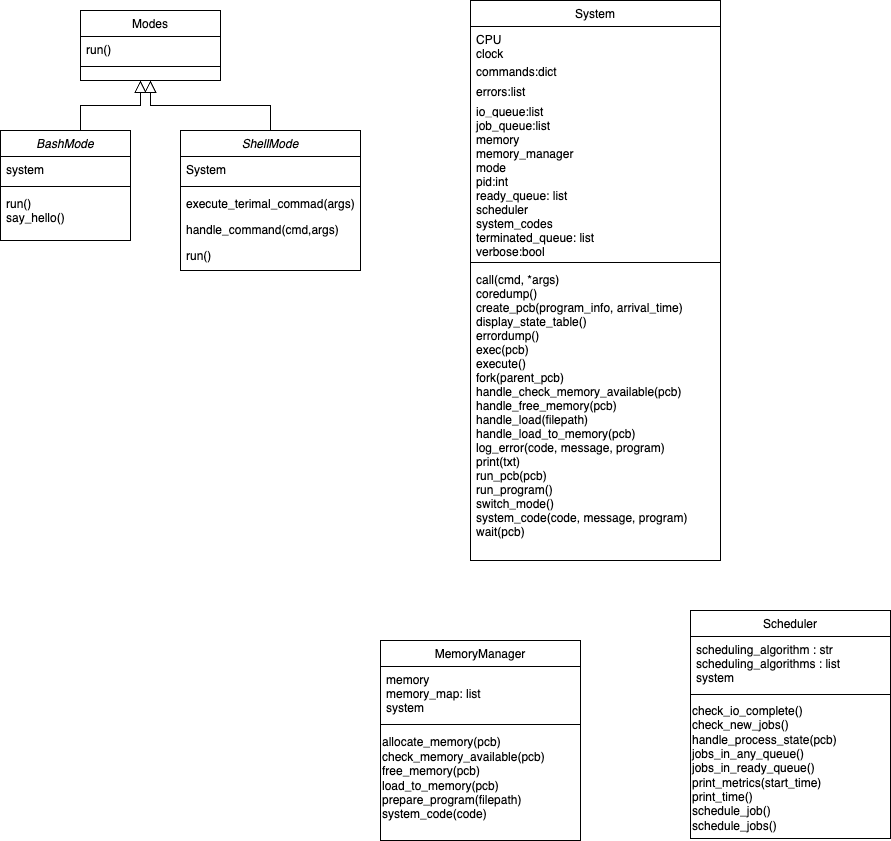 Modes
run()
BashMode
system
run()
say_hello()
ShellMode
System
execute_terimal_commad(args)
handle_command(cmd,args)
run()
System
CPU
clock
commands:dict
errors:list
io_queue:list
job_queue:list
memory
memory_manager
mode
pid:int
ready_queue: list
scheduler
system_codes
terminated_queue: list
verbose:bool
call(cmd, *args)
coredump()
create_pcb(program_info, arrival_time)
display_state_table()
errordump()
exec(pcb)
execute()
fork(parent_pcb)
handle_check_memory_available(pcb)
handle_free_memory(pcb)
handle_load(filepath)
handle_load_to_memory(pcb)
log_error(code, message, program)
print(txt)
run_pcb(pcb)
run_program()
switch_mode()
system_code(code, message, program)
wait(pcb)
MemoryManager
memory
memory_map: list
system
allocate_memory(pcb)
check_memory_available(pcb)
free_memory(pcb)
load_to_memory(pcb)
prepare_program(filepath)
system_code(code)
Scheduler
scheduling_algorithm : str
scheduling_algorithms : list
system
check_io_complete()
check_new_jobs()
handle_process_state(pcb)
jobs_in_any_queue()
jobs_in_ready_queue()
print_metrics(start_time)
print_time()
schedule_job()
schedule_jobs()